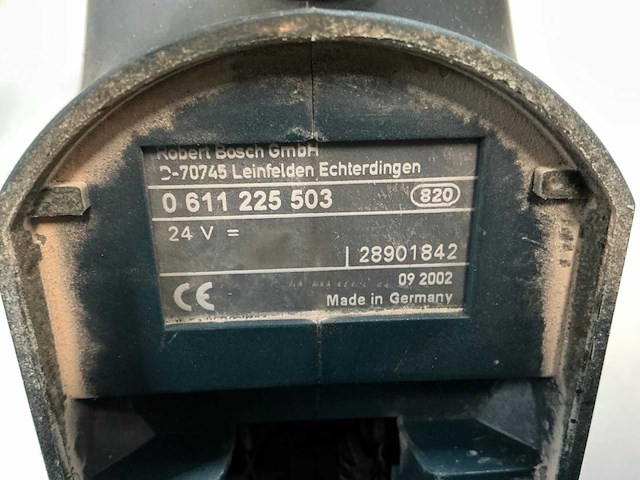 Robert Bosch GmbH
D-70745 Leinfelden Echterdingen
0 611 225 503 820
24 V =
28901842
09 2002
CE Made in Germany